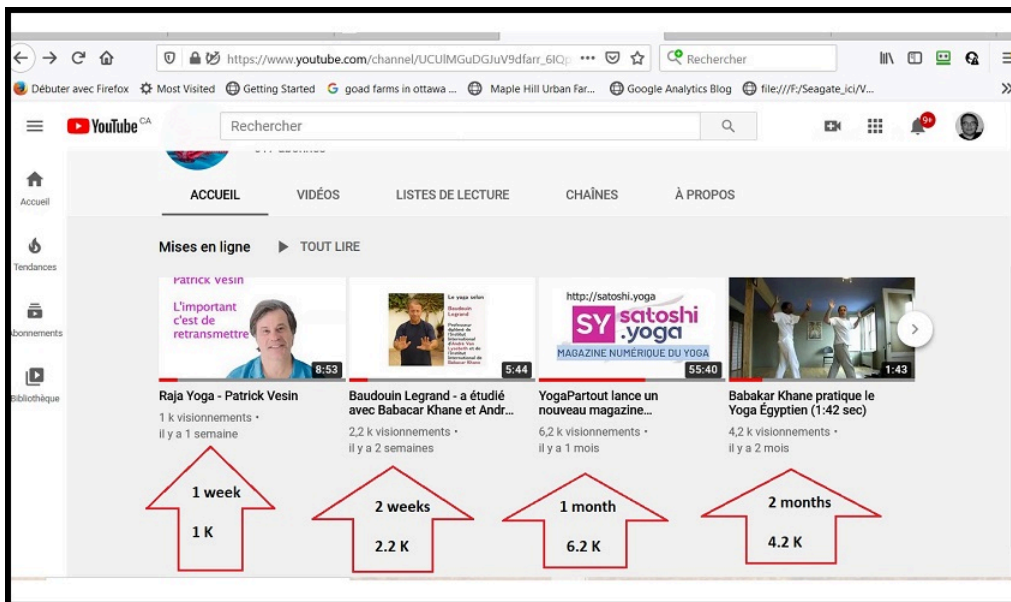 https://www.youtube.com/channel/UCUlMGuDGJuV9dfarr_6IQp
Rechercher
Débuter avec Firefox Most Visited Getting Started goad farms in ottawa ... Maple Hill Urban Far... Google Analytics Blog file:///F:/Seagate_ici/V...
YouTube CA
Rechercher
9+
Accueil
ACCUEIL VIDÉOS LISTES DE LECTURE CHAÎNES À PROPOS
Tendances
Mises en ligne TOUT LIRE
Abonnements
Bibliothèque
Patrick Vesin
L'important
c'est de
retransmettre
8:53
Raja Yoga - Patrick Vesin
1 k visionnements •
il y a 1 semaine
Le yoga selon
Baudouin
Legrand
5:44
Baudouin Legrand - a étudié
avec Babacar Khane et Andr...
2,2 k visionnements •
il y a 2 semaines
http://satoshi.yoga
SY satoshi
.yoga
MAGAZINE NUMÉRIQUE DU YOGA
55:40
YogaPartout lance un
nouveau magazine...
6,2 k visionnements •
il y a 1 mois
1:43
Babakar Khane pratique le
Yoga Égyptien (1:42 sec)
4,2 k visionnements •
il y a 2 mois
1 week
1 K
2 weeks
2.2 K
1 month
6.2 K
2 months
4.2 K